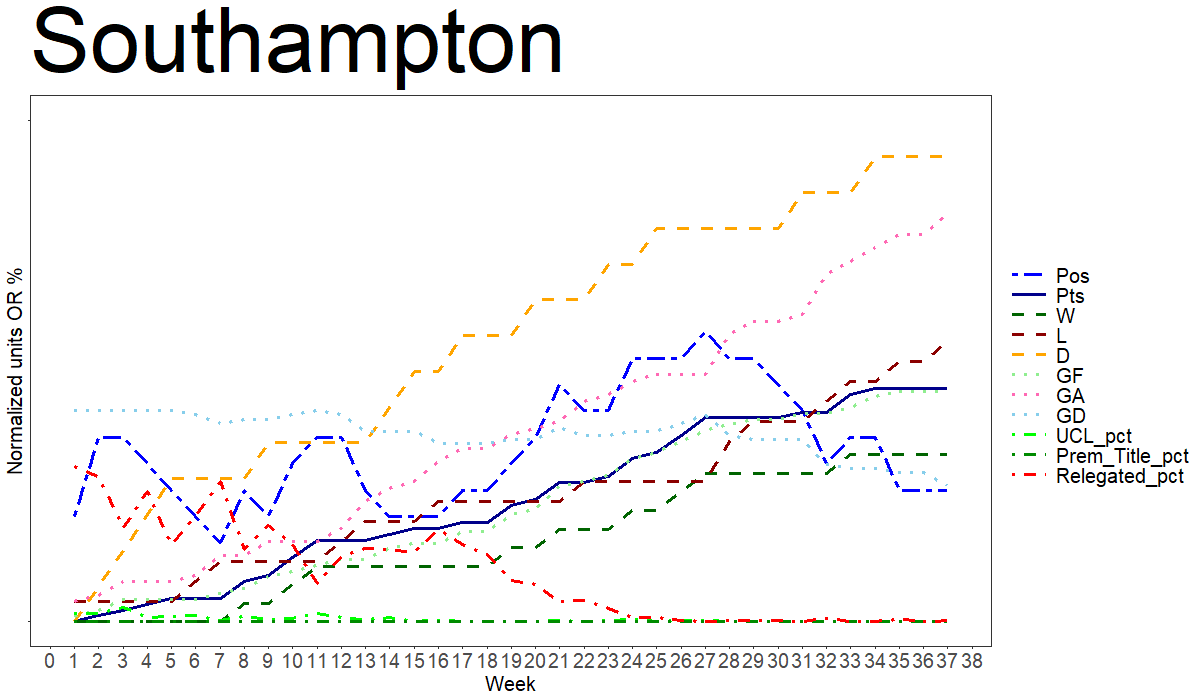 Southampton
Normalized units OR %
Pos
Pts
W
L
D
GF
GA
GD
UCL_pct
Prem_Title_pct
Relegated_pct
0 1 2 3 4 5 6 7 8 9 10 11 12 13 14 15 16 17 18 19 20 21 22 23 24 25 26 27 28 29 30 31 32 33 34 35 36 37 38
Week